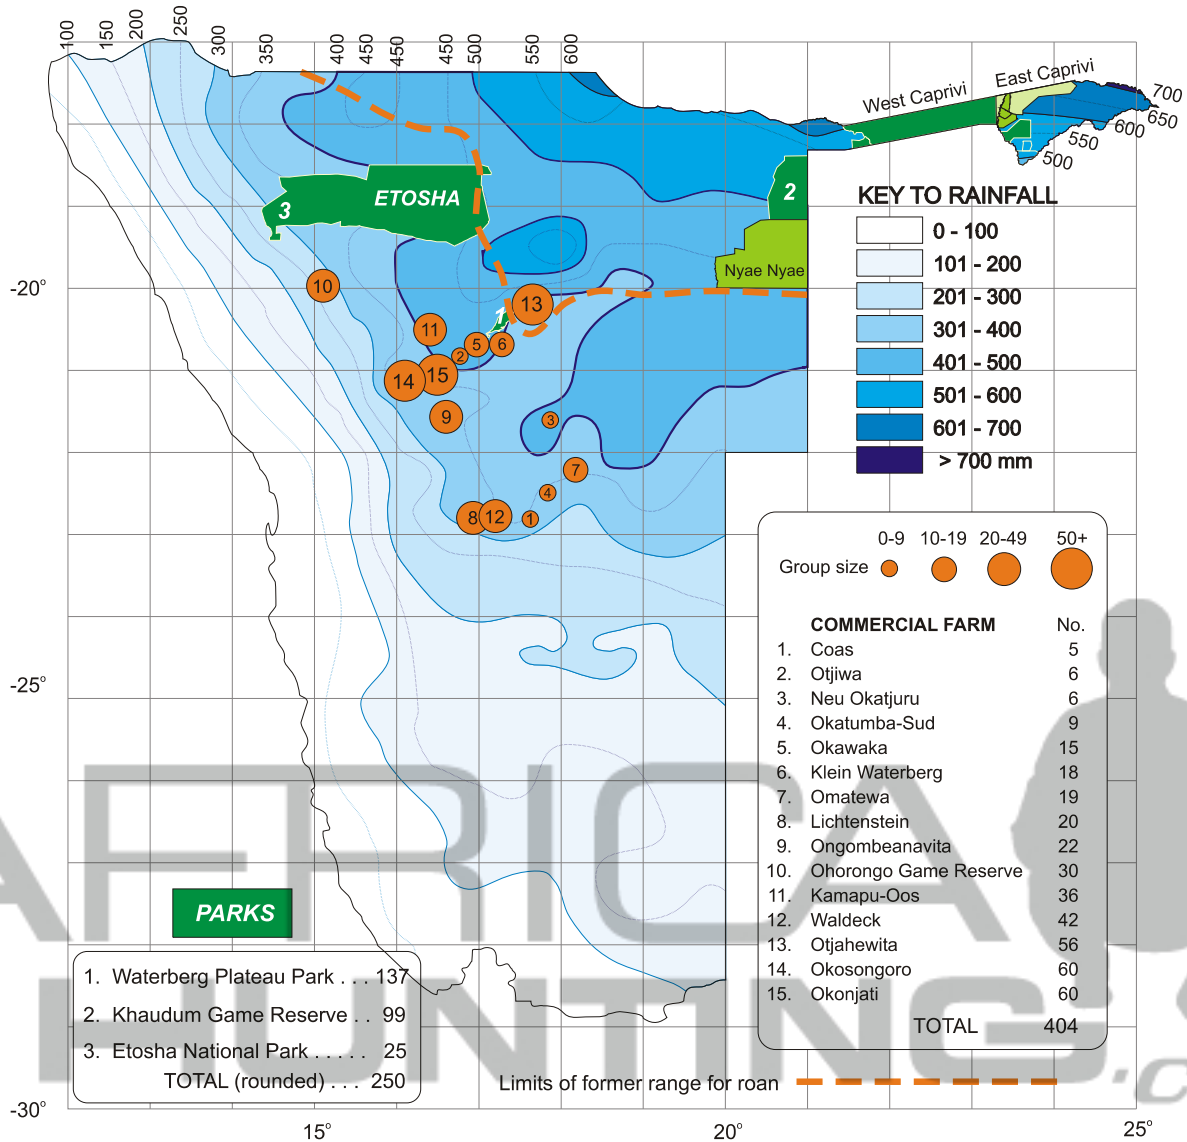 100 150 200 250 300 350 400 450 450 450 500 550 600
West Caprivi East Caprivi
700
650
600
550
500
ETOSHA
3
2
Nyae Nyae
1
KEY TO RAINFALL
0 - 100
101 - 200
201 - 300
301 - 400
401 - 500
501 - 600
601 - 700
> 700 mm
-20°
10
13
11
5
6
2
14
15
9
3
7
4
8
12
1
-25°
0-9 10-19 20-49 50+
Group size
COMMERCIAL FARM No.
1. Coas 5
2. Otjiwa 6
3. Neu Okatjuru 6
4. Okatumba-Sud 9
5. Okawaka 15
6. Klein Waterberg 18
7. Omatewa 19
8. Lichtenstein 20
9. Ongombeanavita 22
10. Ohorongo Game Reserve 30
11. Kamapu-Oos 36
12. Waldeck 42
13. Otjahewita 56
14. Okosongoro 60
15. Okonjati 60
TOTAL 404
AFRICA
HUNTING
.c
PARKS
1. Waterberg Plateau Park . . . 137
2. Khaudum Game Reserve . . 99
3. Etosha National Park . . . . . 25
TOTAL (rounded) . . . 250
Limits of former range for roan
-30°
15° 20° 25°